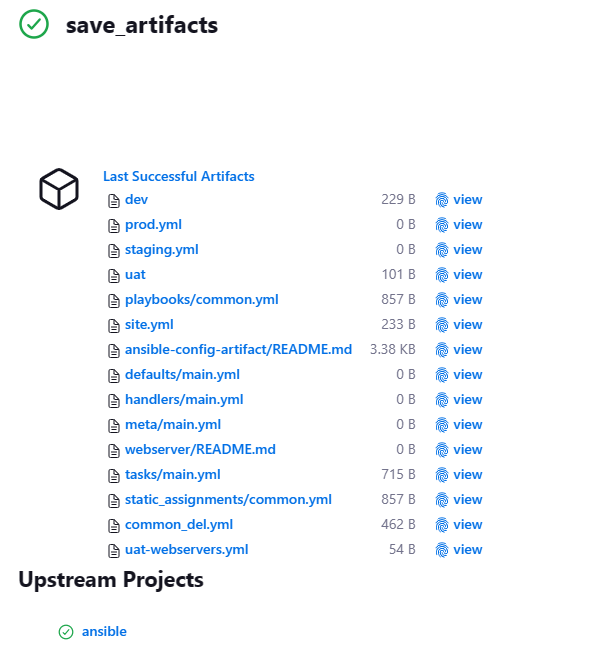 save_artifacts
Last Successful Artifacts
dev 229 B view
prod.yml 0 B view
staging.yml 0 B view
uat 101 B view
playbooks/common.yml 857 B view
site.yml 233 B view
ansible-config-artifact/README.md 3.38 KB view
defaults/main.yml 0 B view
handlers/main.yml 0 B view
meta/main.yml 0 B view
webserver/README.md 0 B view
tasks/main.yml 715 B view
static_assignments/common.yml 857 B view
common_del.yml 462 B view
uat-webservers.yml 54 B view
Upstream Projects
ansible